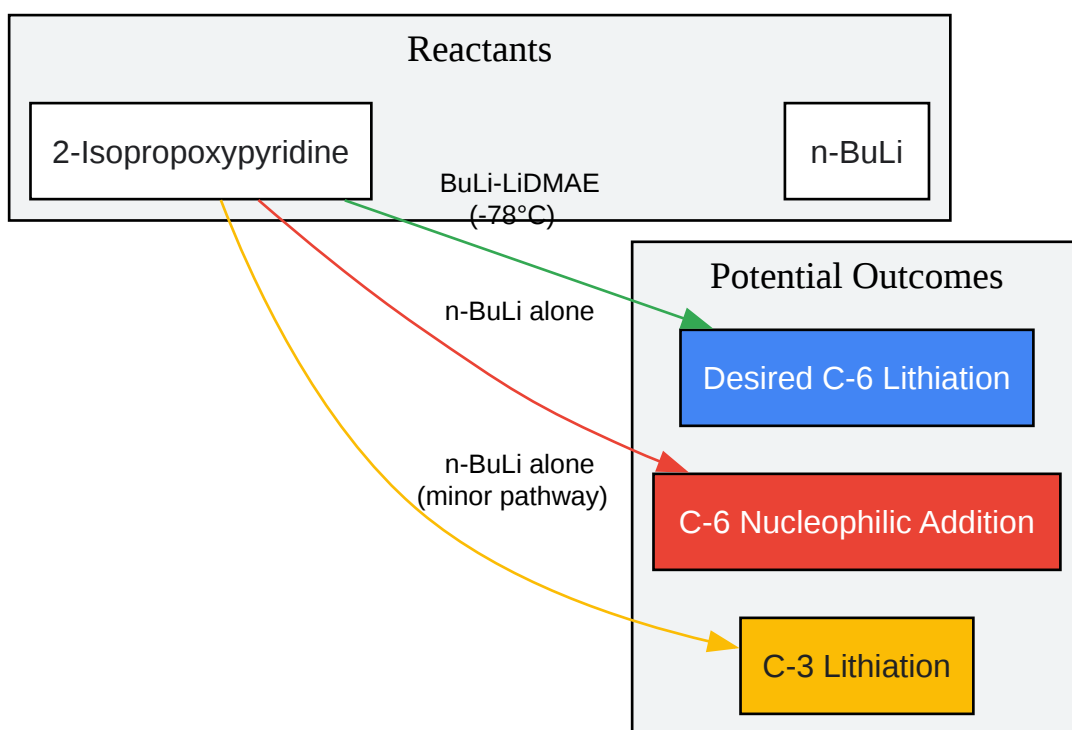 Reactants
2-Isopropoxypyridine
n-BuLi
BuLi-LiDMAE
(-78°C)
Potential Outcomes
n-BuLi alone
Desired C-6 Lithiation
n-BuLi alone
(minor pathway)
C-6 Nucleophilic Addition
C-3 Lithiation